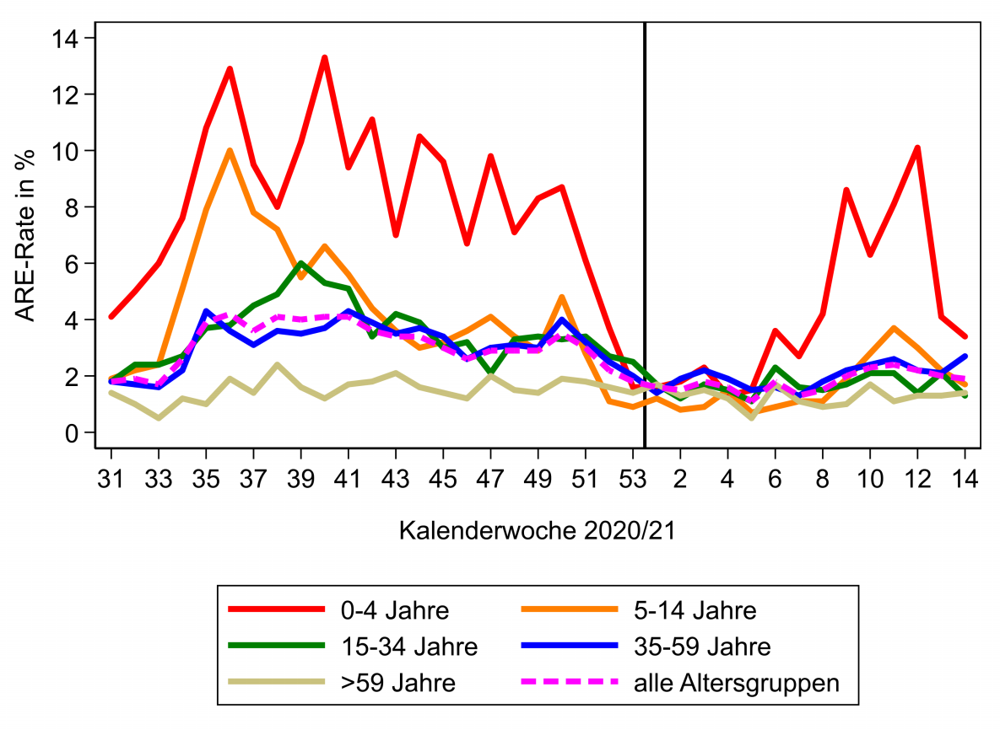 ARE-Rate in %
14
12
10
8
6
4
2
0
31 33 35 37 39 41 43 45 47 49 51 53 2 4 6 8 10 12 14
Kalenderwoche 2020/21
0-4 Jahre 5-14 Jahre
15-34 Jahre 35-59 Jahre
>59 Jahre alle Altersgruppen